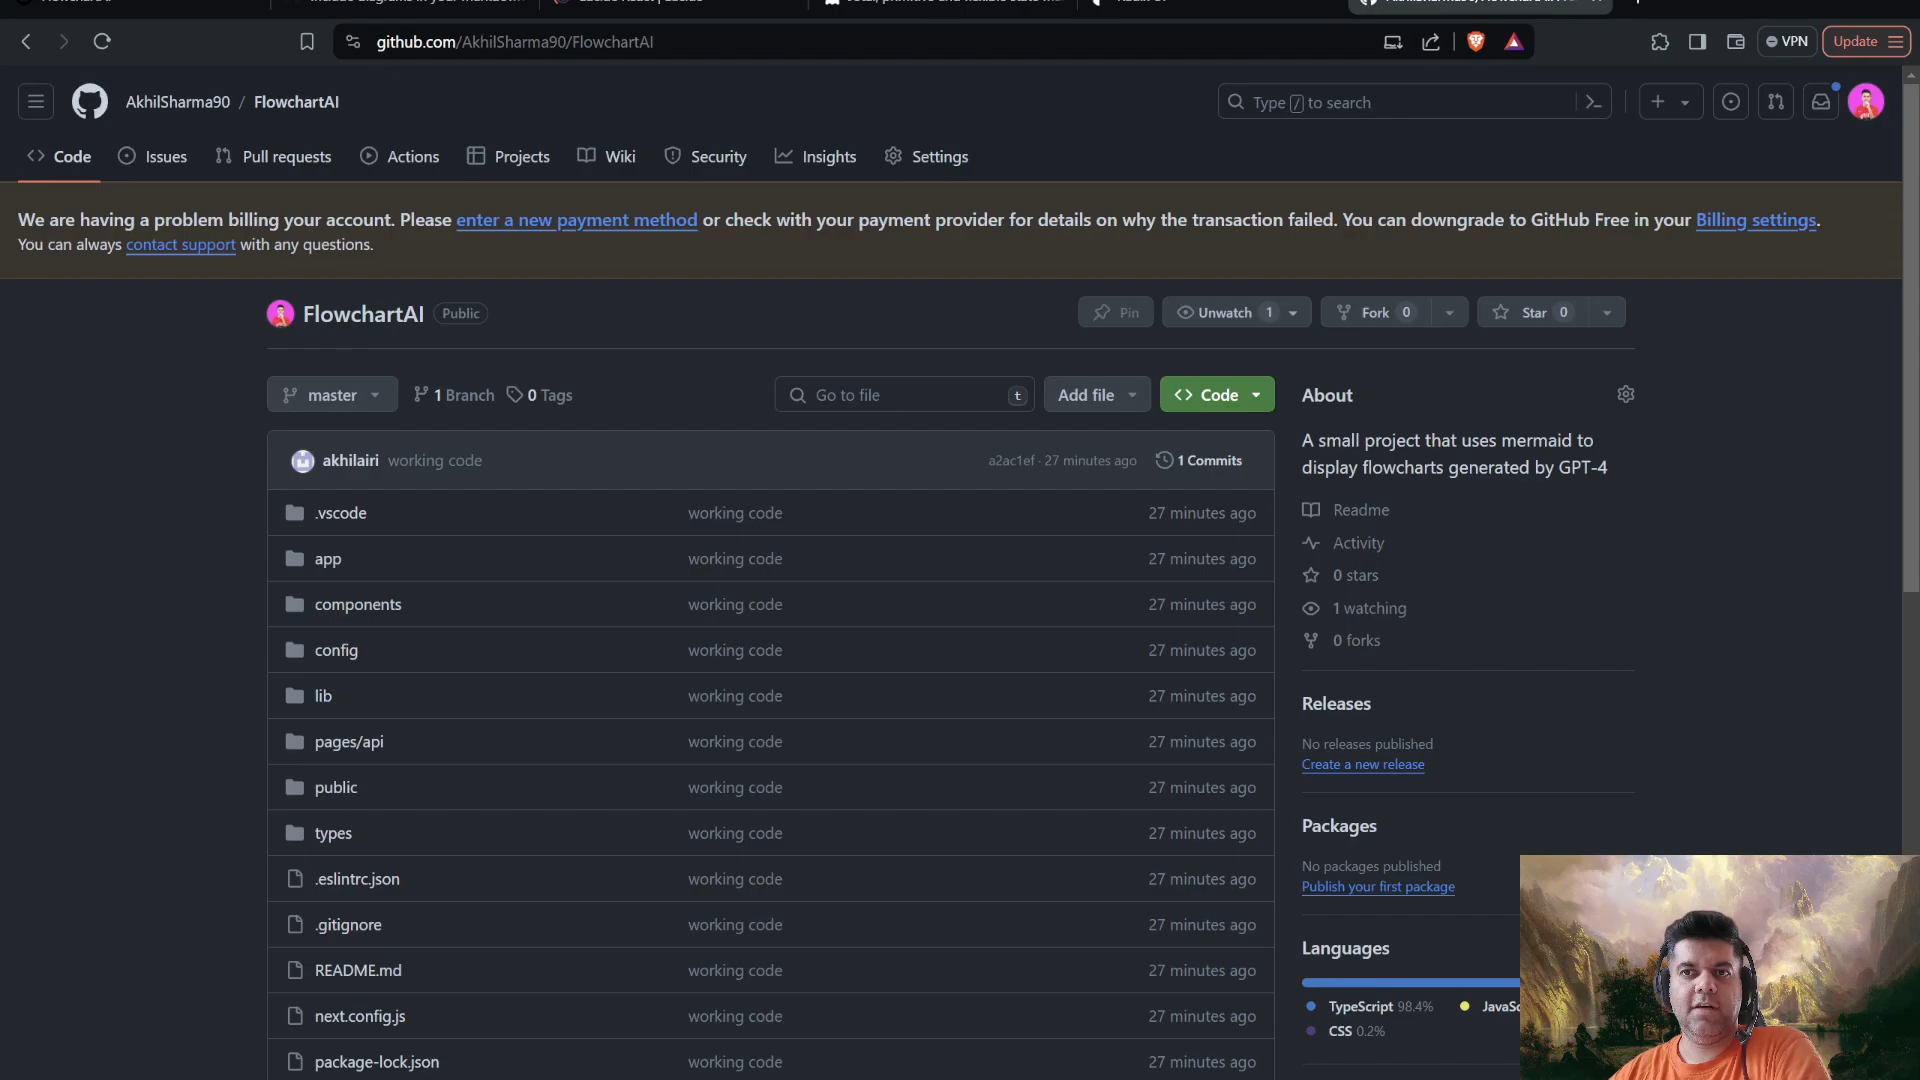 github.com/AkhilSharma90/FlowchartAI
VPN
Update
AkhilSharma90 / FlowchartAI
Type / to search
Code
Issues
Pull requests
Actions
Projects
Wiki
Security
Insights
Settings
We are having a problem billing your account. Please enter a new payment method or check with your payment provider for details on why the transaction failed. You can downgrade to GitHub Free in your Billing settings.
You can always contact support with any questions.
FlowchartAI Public
Pin
Unwatch 1
Fork 0
Star 0
master
1 Branch
0 Tags
Go to file t
Add file
Code
akhilairi working code
a2ac1ef · 27 minutes ago
1 Commits
.vscode working code 27 minutes ago
app working code 27 minutes ago
components working code 27 minutes ago
config working code 27 minutes ago
lib working code 27 minutes ago
pages/api working code 27 minutes ago
public working code 27 minutes ago
types working code 27 minutes ago
.eslintrc.json working code 27 minutes ago
.gitignore working code 27 minutes ago
README.md working code 27 minutes ago
next.config.js working code 27 minutes ago
package-lock.json working code 27 minutes ago
About
A small project that uses mermaid to
display flowcharts generated by GPT-4
Readme
Activity
0 stars
1 watching
0 forks
Releases
No releases published
Create a new release
Packages
No packages published
Publish your first package
Languages
TypeScript 98.4%
JavaSc
CSS 0.2%